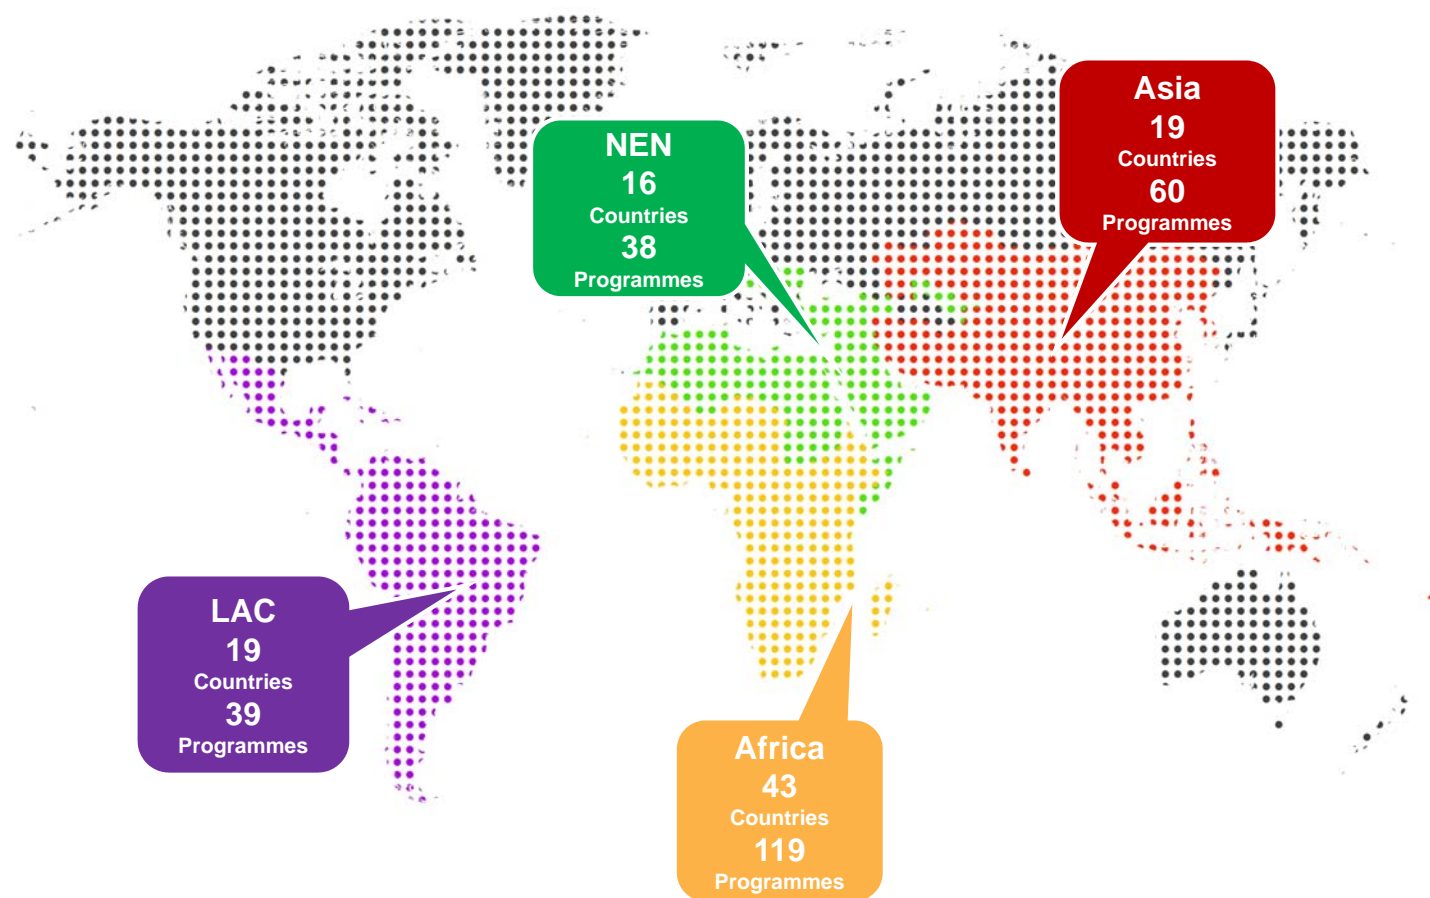 Asia
19
Countries
60
Programmes
NEN
16
Countries
38
Programmes
LAC
19
Countries
39
Programmes
Africa
43
Countries
119
Programmes